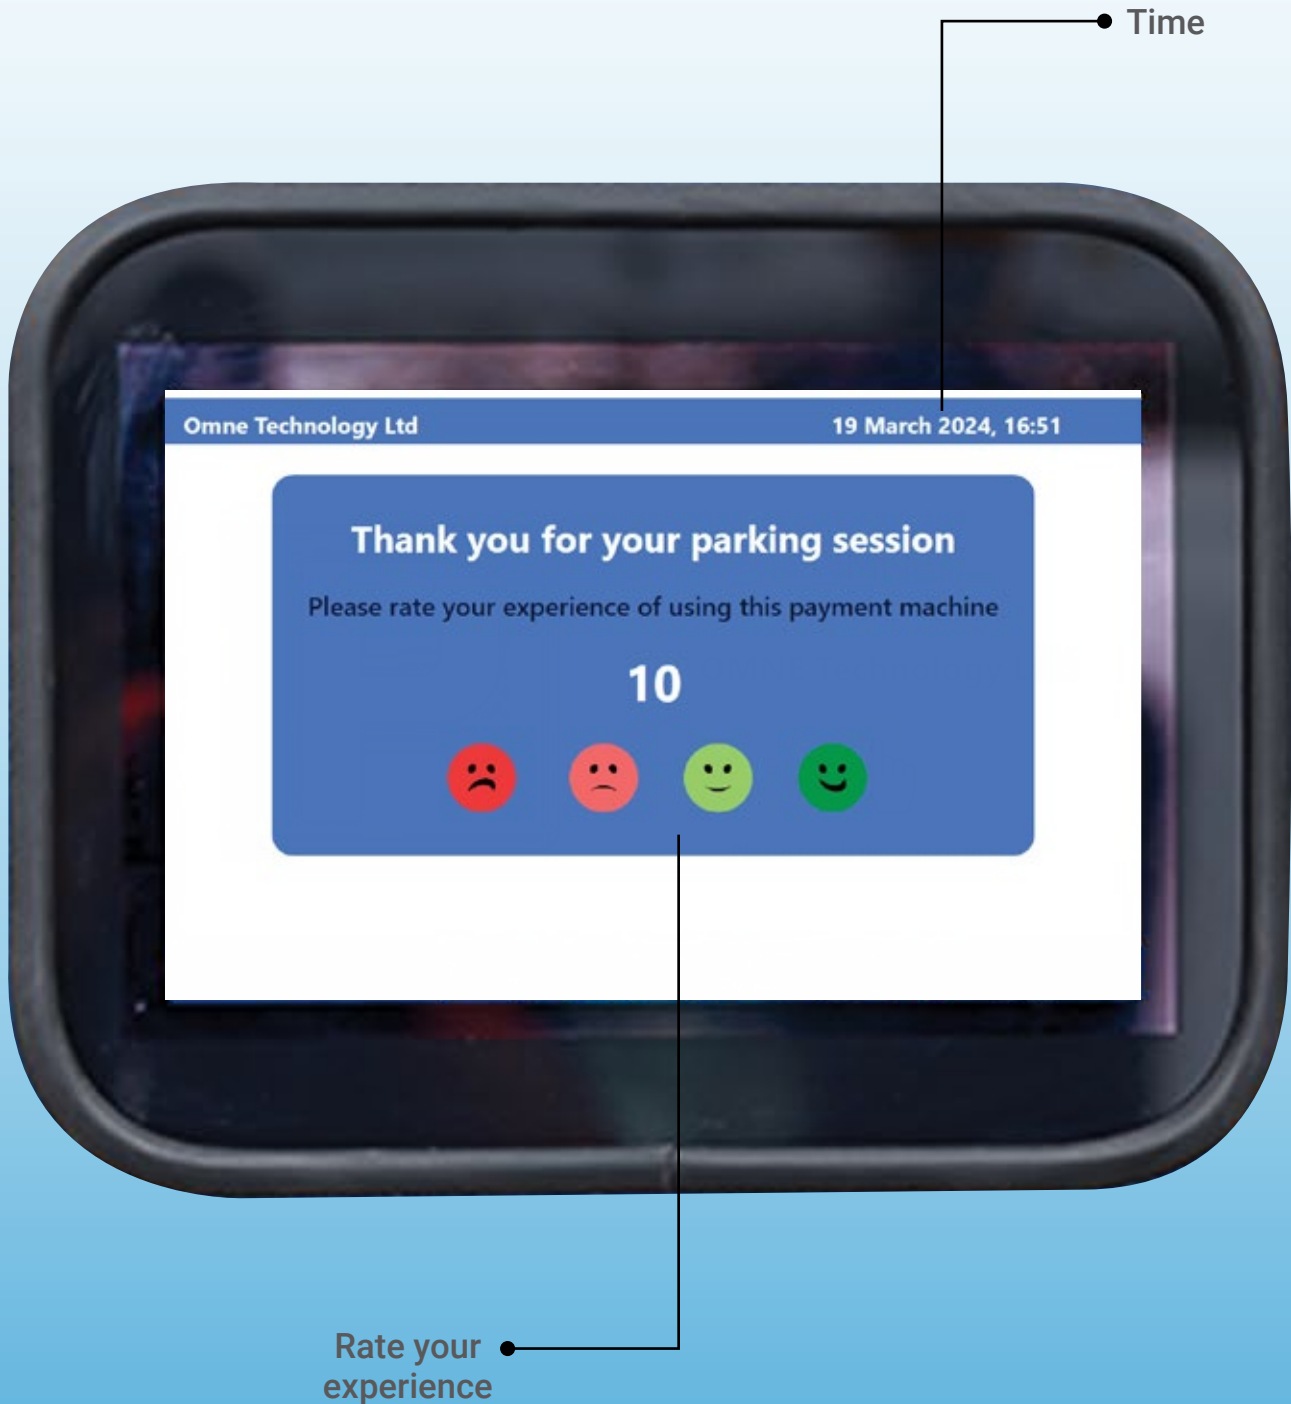 Time
Omne Technology Ltd
19 March 2024, 16:51
Thank you for your parking session
Please rate your experience of using this payment machine
10
Rate your
experience